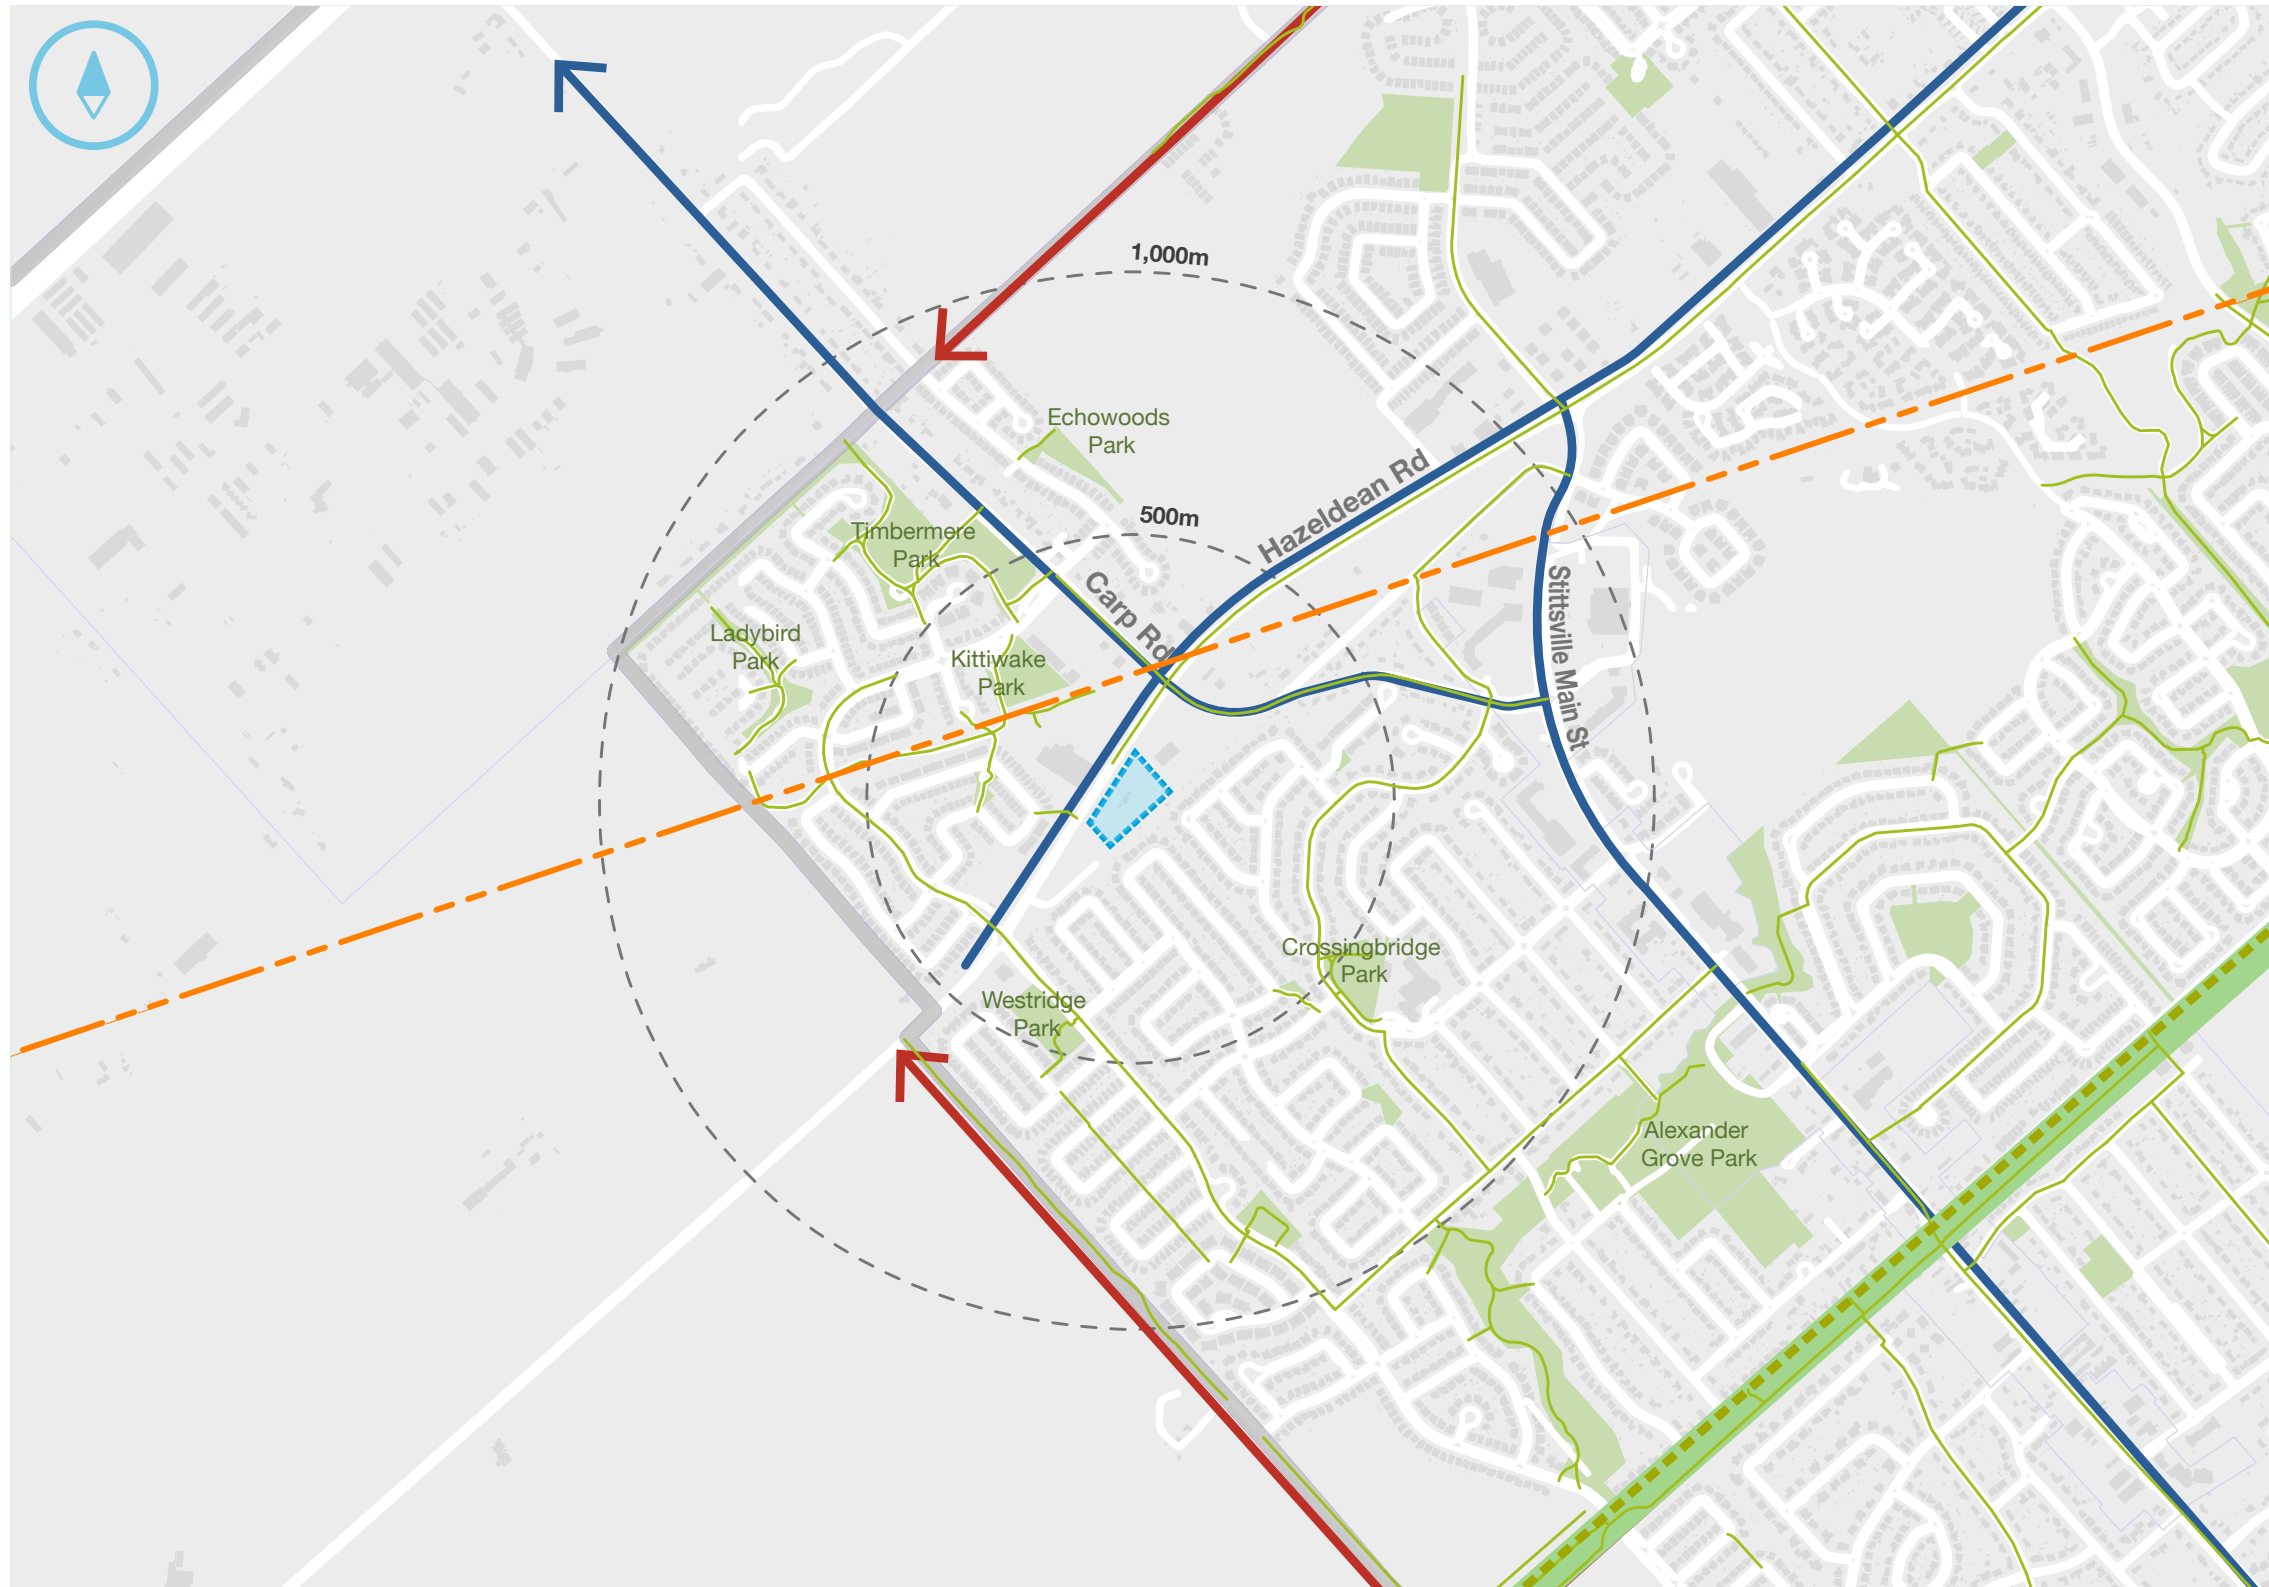 1,000m
Echowoods
Park
Hazeldean Rd
500m
Timbermere
Park
Carp Rd
Stittsville Main St
Ladybird
Park
Kittiwake
Park
Crossingbridge
Park
Westridge
Park
Alexander
Grove Park